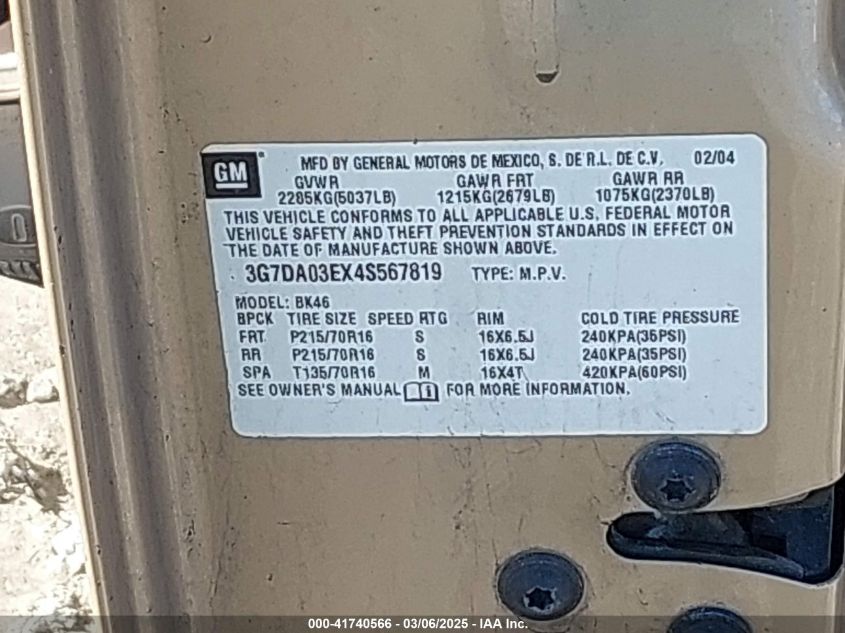 GM
MFD BY GENERAL MOTORS DE MEXICO, S. DE R.L. DE C.V. 02/04
GVWR GAWR FRT GAWR RR
2285KG(5037LB) 1215KG(2679LB) 1075KG(2370LB)
THIS VEHICLE CONFORMS TO ALL APPLICABLE U.S. FEDERAL MOTOR
VEHICLE SAFETY AND THEFT PREVENTION STANDARDS IN EFFECT ON
THE DATE OF MANUFACTURE SHOWN ABOVE.
3G7DA03EX4S567819 TYPE: M.P.V.
MODEL: BK46
BPCK TIRE SIZE SPEED RTG RIM COLD TIRE PRESSURE
FRT P215/70R16 S 16X6.5J 240KPA(35PSI)
RR P215/70R16 S 16X6.5J 240KPA(35PSI)
SPA T135/70R16 M 16X4T 420KPA(60PSI)
SEE OWNER'S MANUAL FOR MORE INFORMATION.
000-41740566 - 03/06/2025 - IAA Inc.